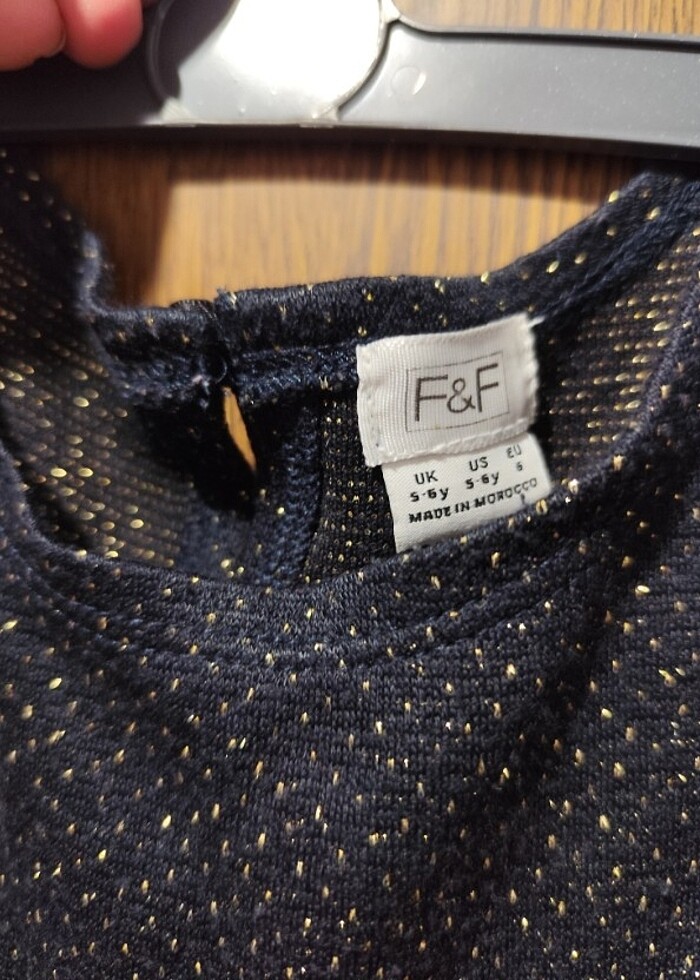 F&F
UK US EU
5-6y 5-6y 6
MADE IN MOROCCO